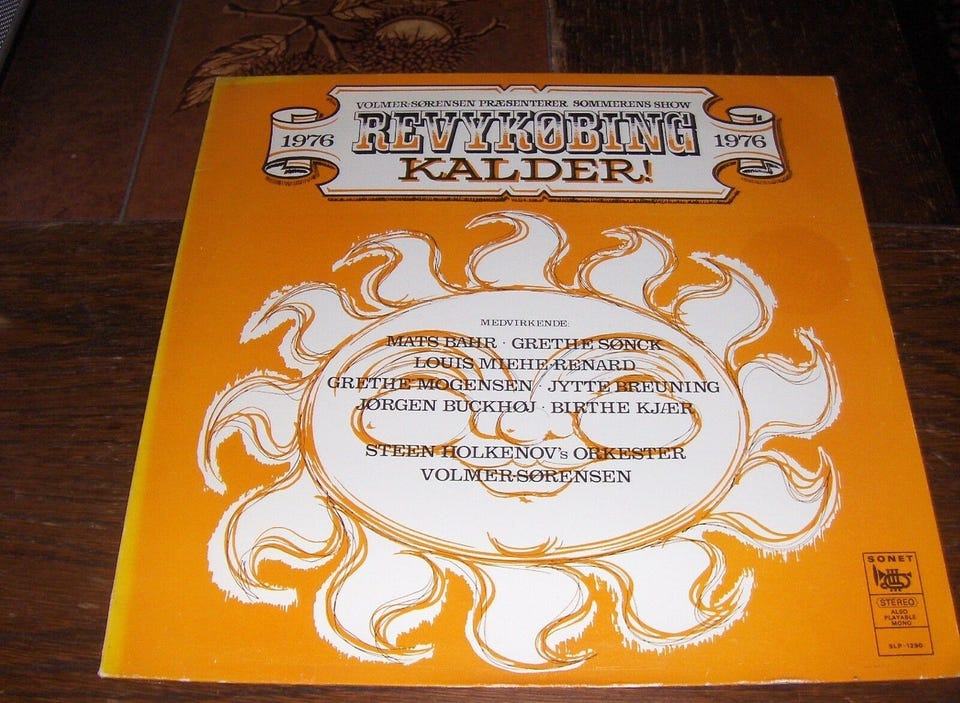 VOLMER-SØRENSEN PRÆSENTERER SOMMERENS SHOW
1976 REVYKØBING 1976
KALDER!
MEDVIRKENDE:
MATS BAHR · GRETHE SØNCK
LOUIS MIEHE-RENARD
GRETHE MOGENSEN · JYTTE BREUNING
JØRGEN BUCKHØJ · BIRTHE KJÆR
STEEN HOLKENOV's ORKESTER
VOLMER-SØRENSEN
SONET
STEREO
ALSO
PLAYABLE
MONO
SLP-1290